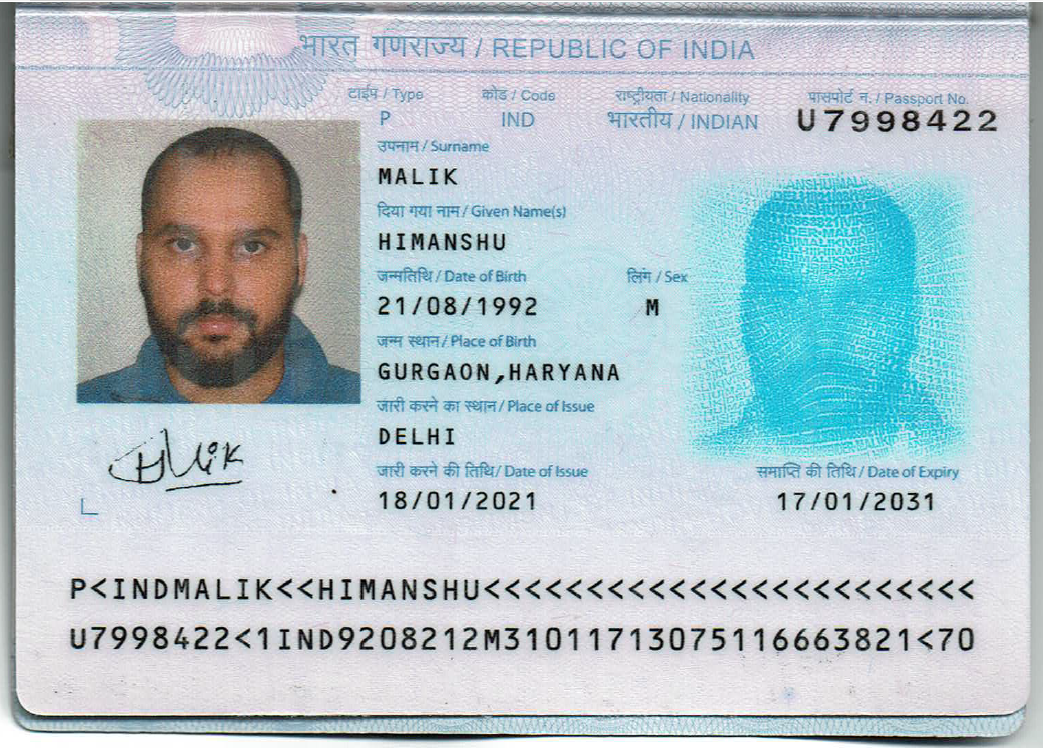 भारत गणराज्य / REPUBLIC OF INDIA
टाईप / Type कोड / Code राष्ट्रीयता / Nationality पासपोर्ट न. / Passport No.
P IND भारतीय / INDIAN U7998422
उपनाम / Surname
MALIK
दिया गया नाम / Given Name(s)
HIMANSHU
जन्मतिथि / Date of Birth लिंग / Sex
21/08/1992 M
जन्म स्थान / Place of Birth
GURGAON,HARYANA
जारी करने का स्थान / Place of Issue
DELHI
जारी करने की तिथि / Date of Issue समाप्ति की तिथि / Date of Expiry
18/01/2021 17/01/2031
P<INDMALIK<<HIMANSHU<<<<<<<<<<<<<<<<<<<<<<<<
U7998422<1IND9208212M31011713075116663821<70